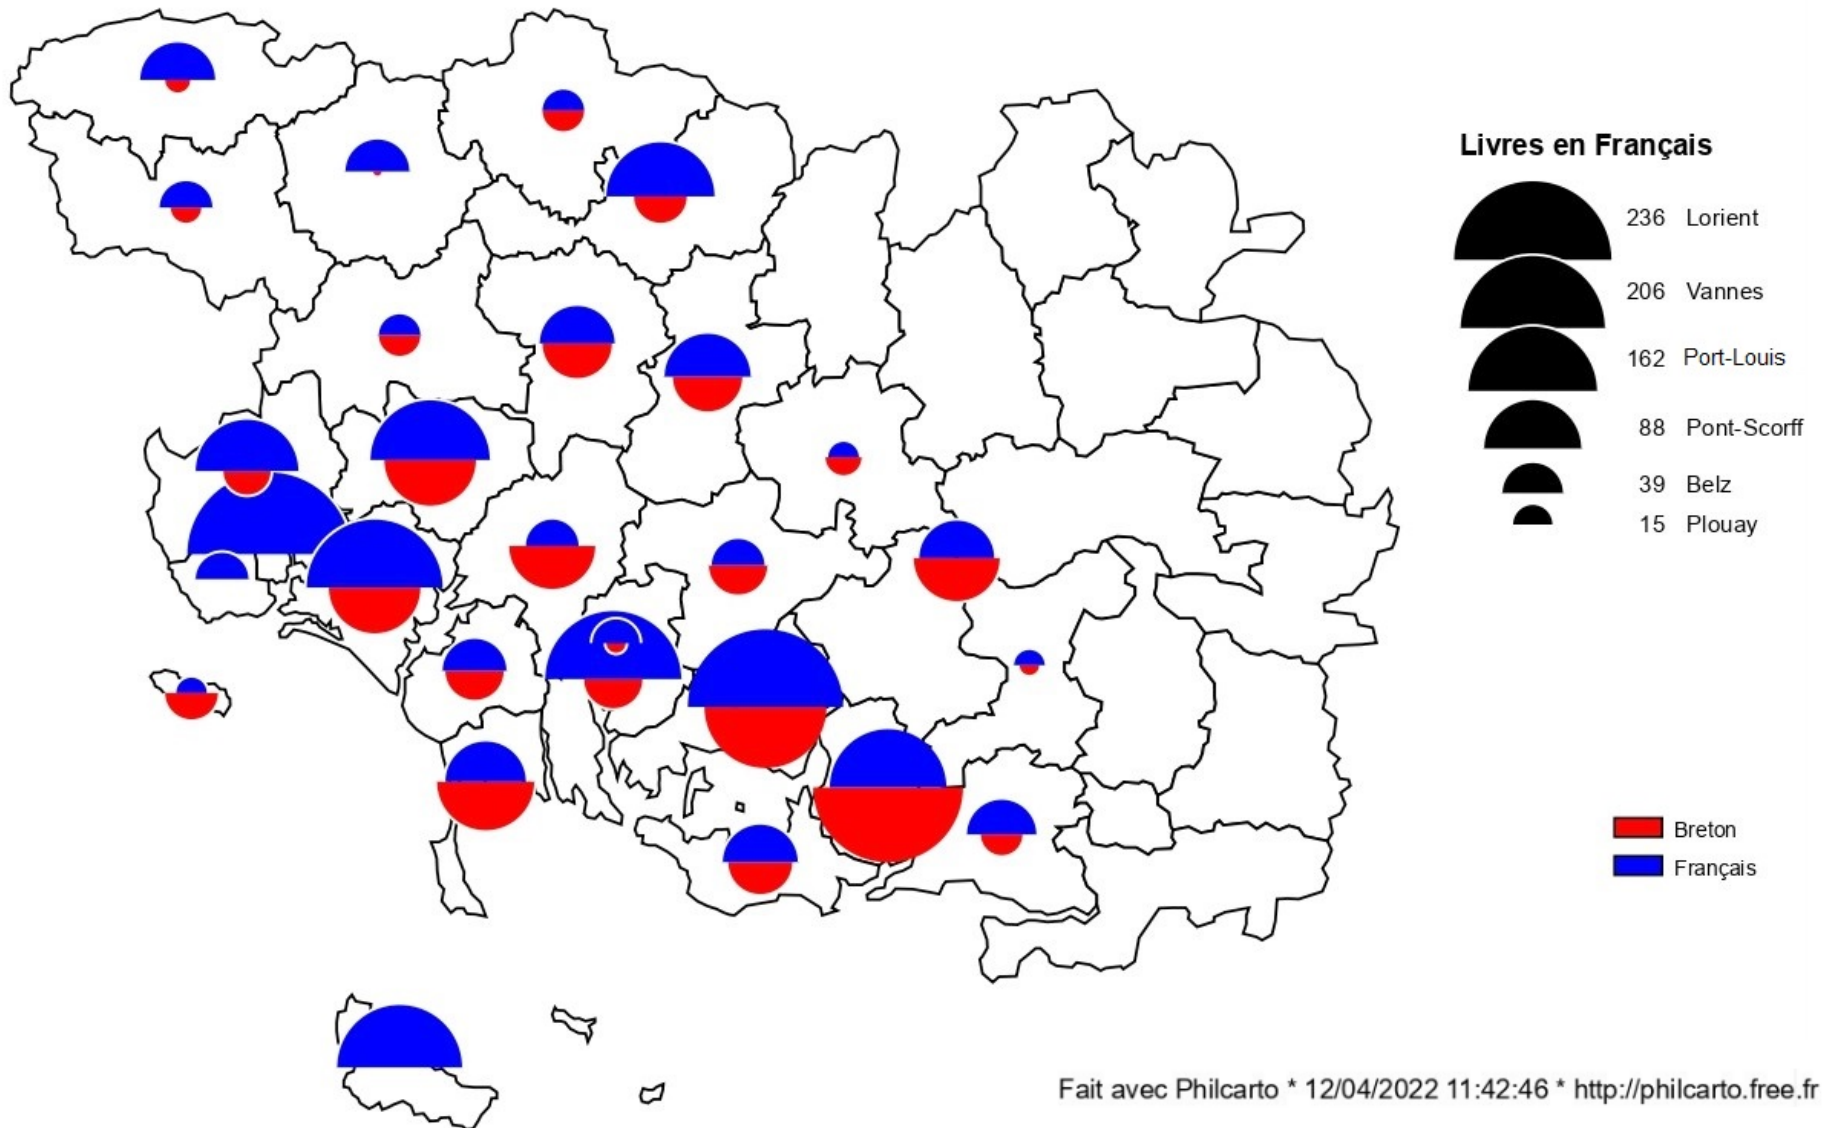 Livres en Français
236 Lorient
206 Vannes
162 Port-Louis
88 Pont-Scorff
39 Belz
15 Plouay
Breton
Français
Fait avec Philcarto * 12/04/2022 11:42:46 * http://philcarto.free.fr